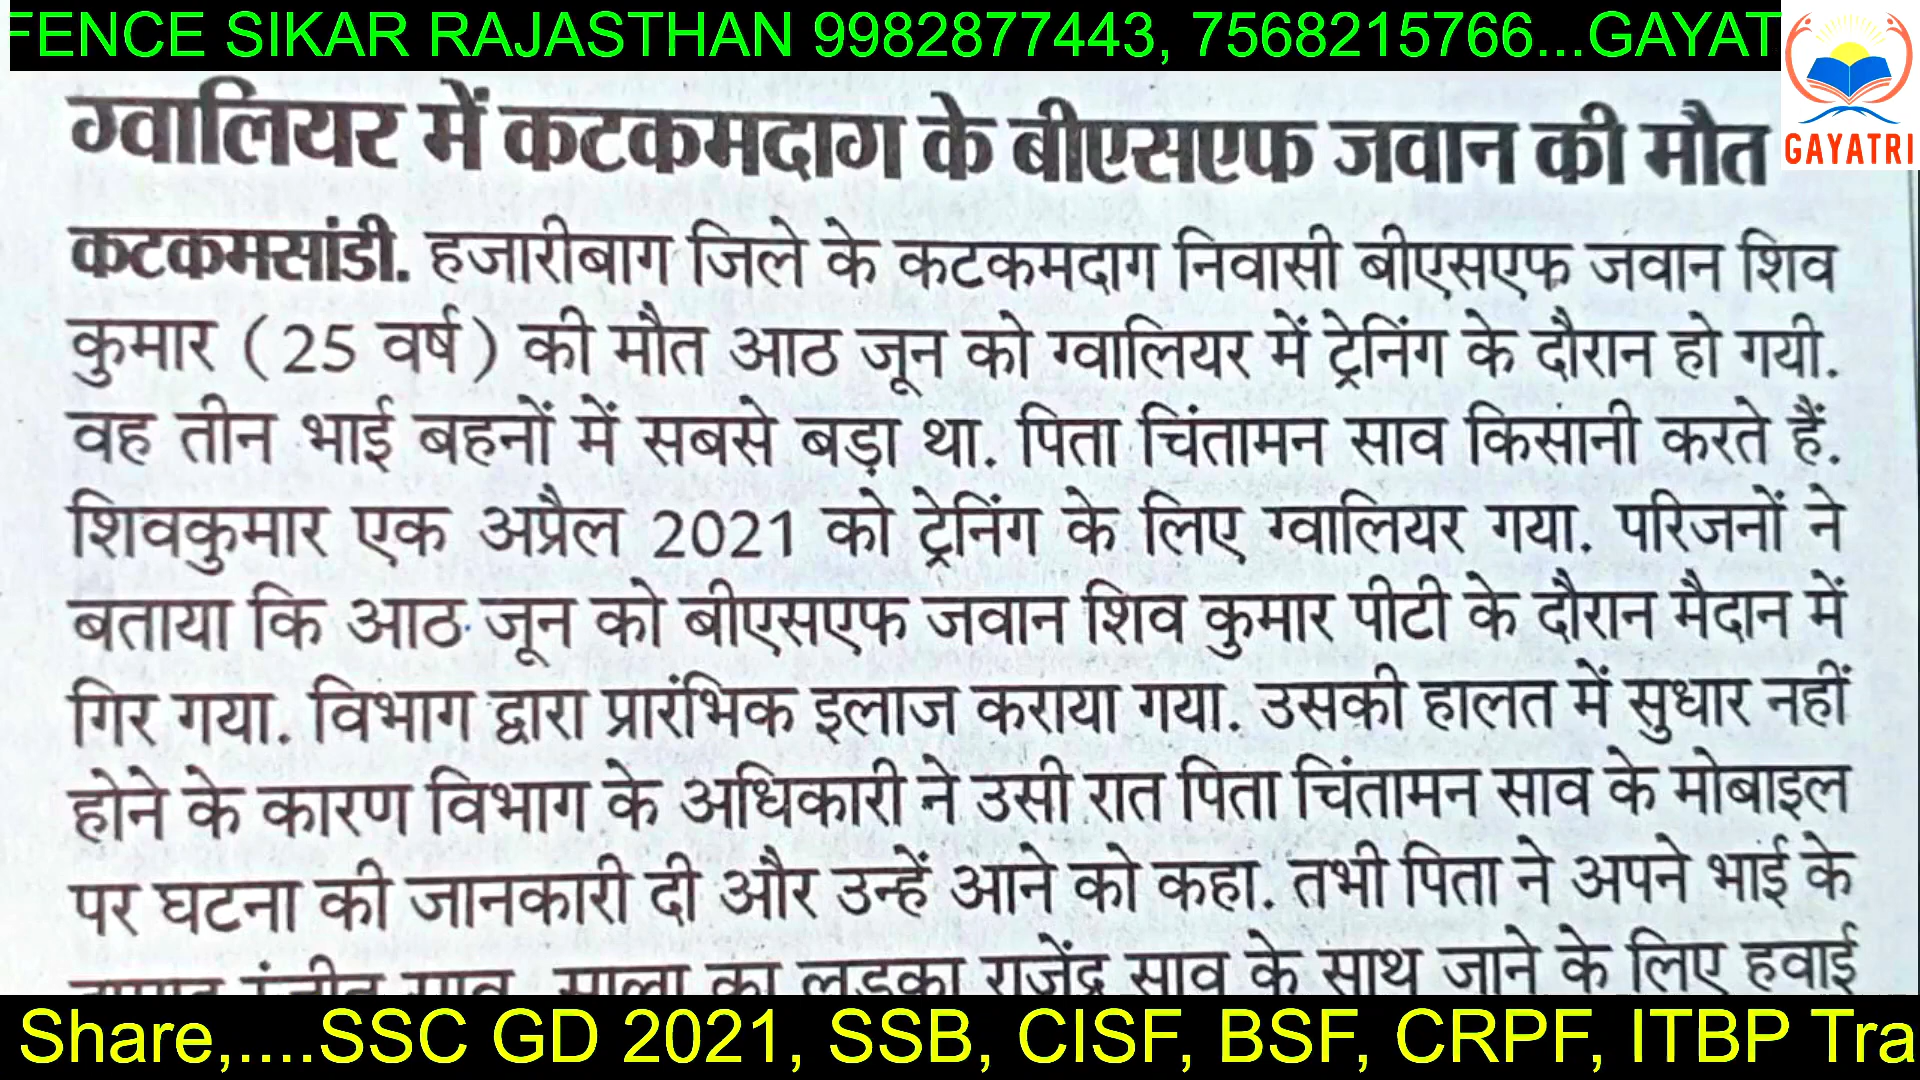 FENCE SIKAR RAJASTHAN 9982877443, 7568215766...GAYAT
GAYATRI
ग्वालियर में कटकमदाग के बीएसएफ जवान की मौत
कटकमसांडी. हजारीबाग जिले के कटकमदाग निवासी बीएसएफ जवान शिव
कुमार (25 वर्ष) की मौत आठ जून को ग्वालियर में ट्रेनिंग के दौरान हो गयी.
वह तीन भाई बहनों में सबसे बड़ा था. पिता चिंतामन साव किसानी करते हैं.
शिवकुमार एक अप्रैल 2021 को ट्रेनिंग के लिए ग्वालियर गया. परिजनों ने
बताया कि आठ जून को बीएसएफ जवान शिव कुमार पीटी के दौरान मैदान में
गिर गया. विभाग द्वारा प्रारंभिक इलाज कराया गया. उसकी हालत में सुधार नहीं
होने के कारण विभाग के अधिकारी ने उसी रात पिता चिंतामन साव के मोबाइल
पर घटना की जानकारी दी और उन्हें आने को कहा. तभी पिता ने अपने भाई के
साव साला का लड़का राजेंद्र साव के साथ जाने के लिए हवाई
Share,....SSC GD 2021, SSB, CISF, BSF, CRPF, ITBP Tra